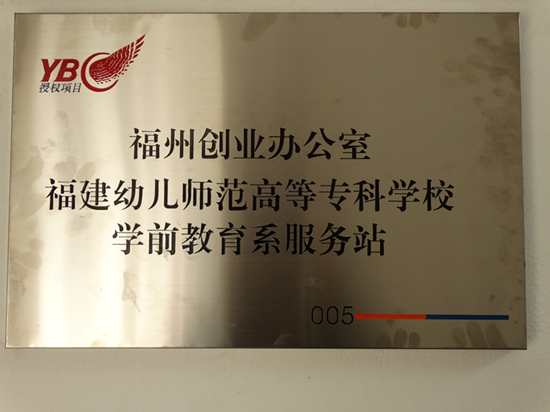 YBC
授权项目
福州创业办公室
福建幼儿师范高等专科学校
学前教育系服务站
005